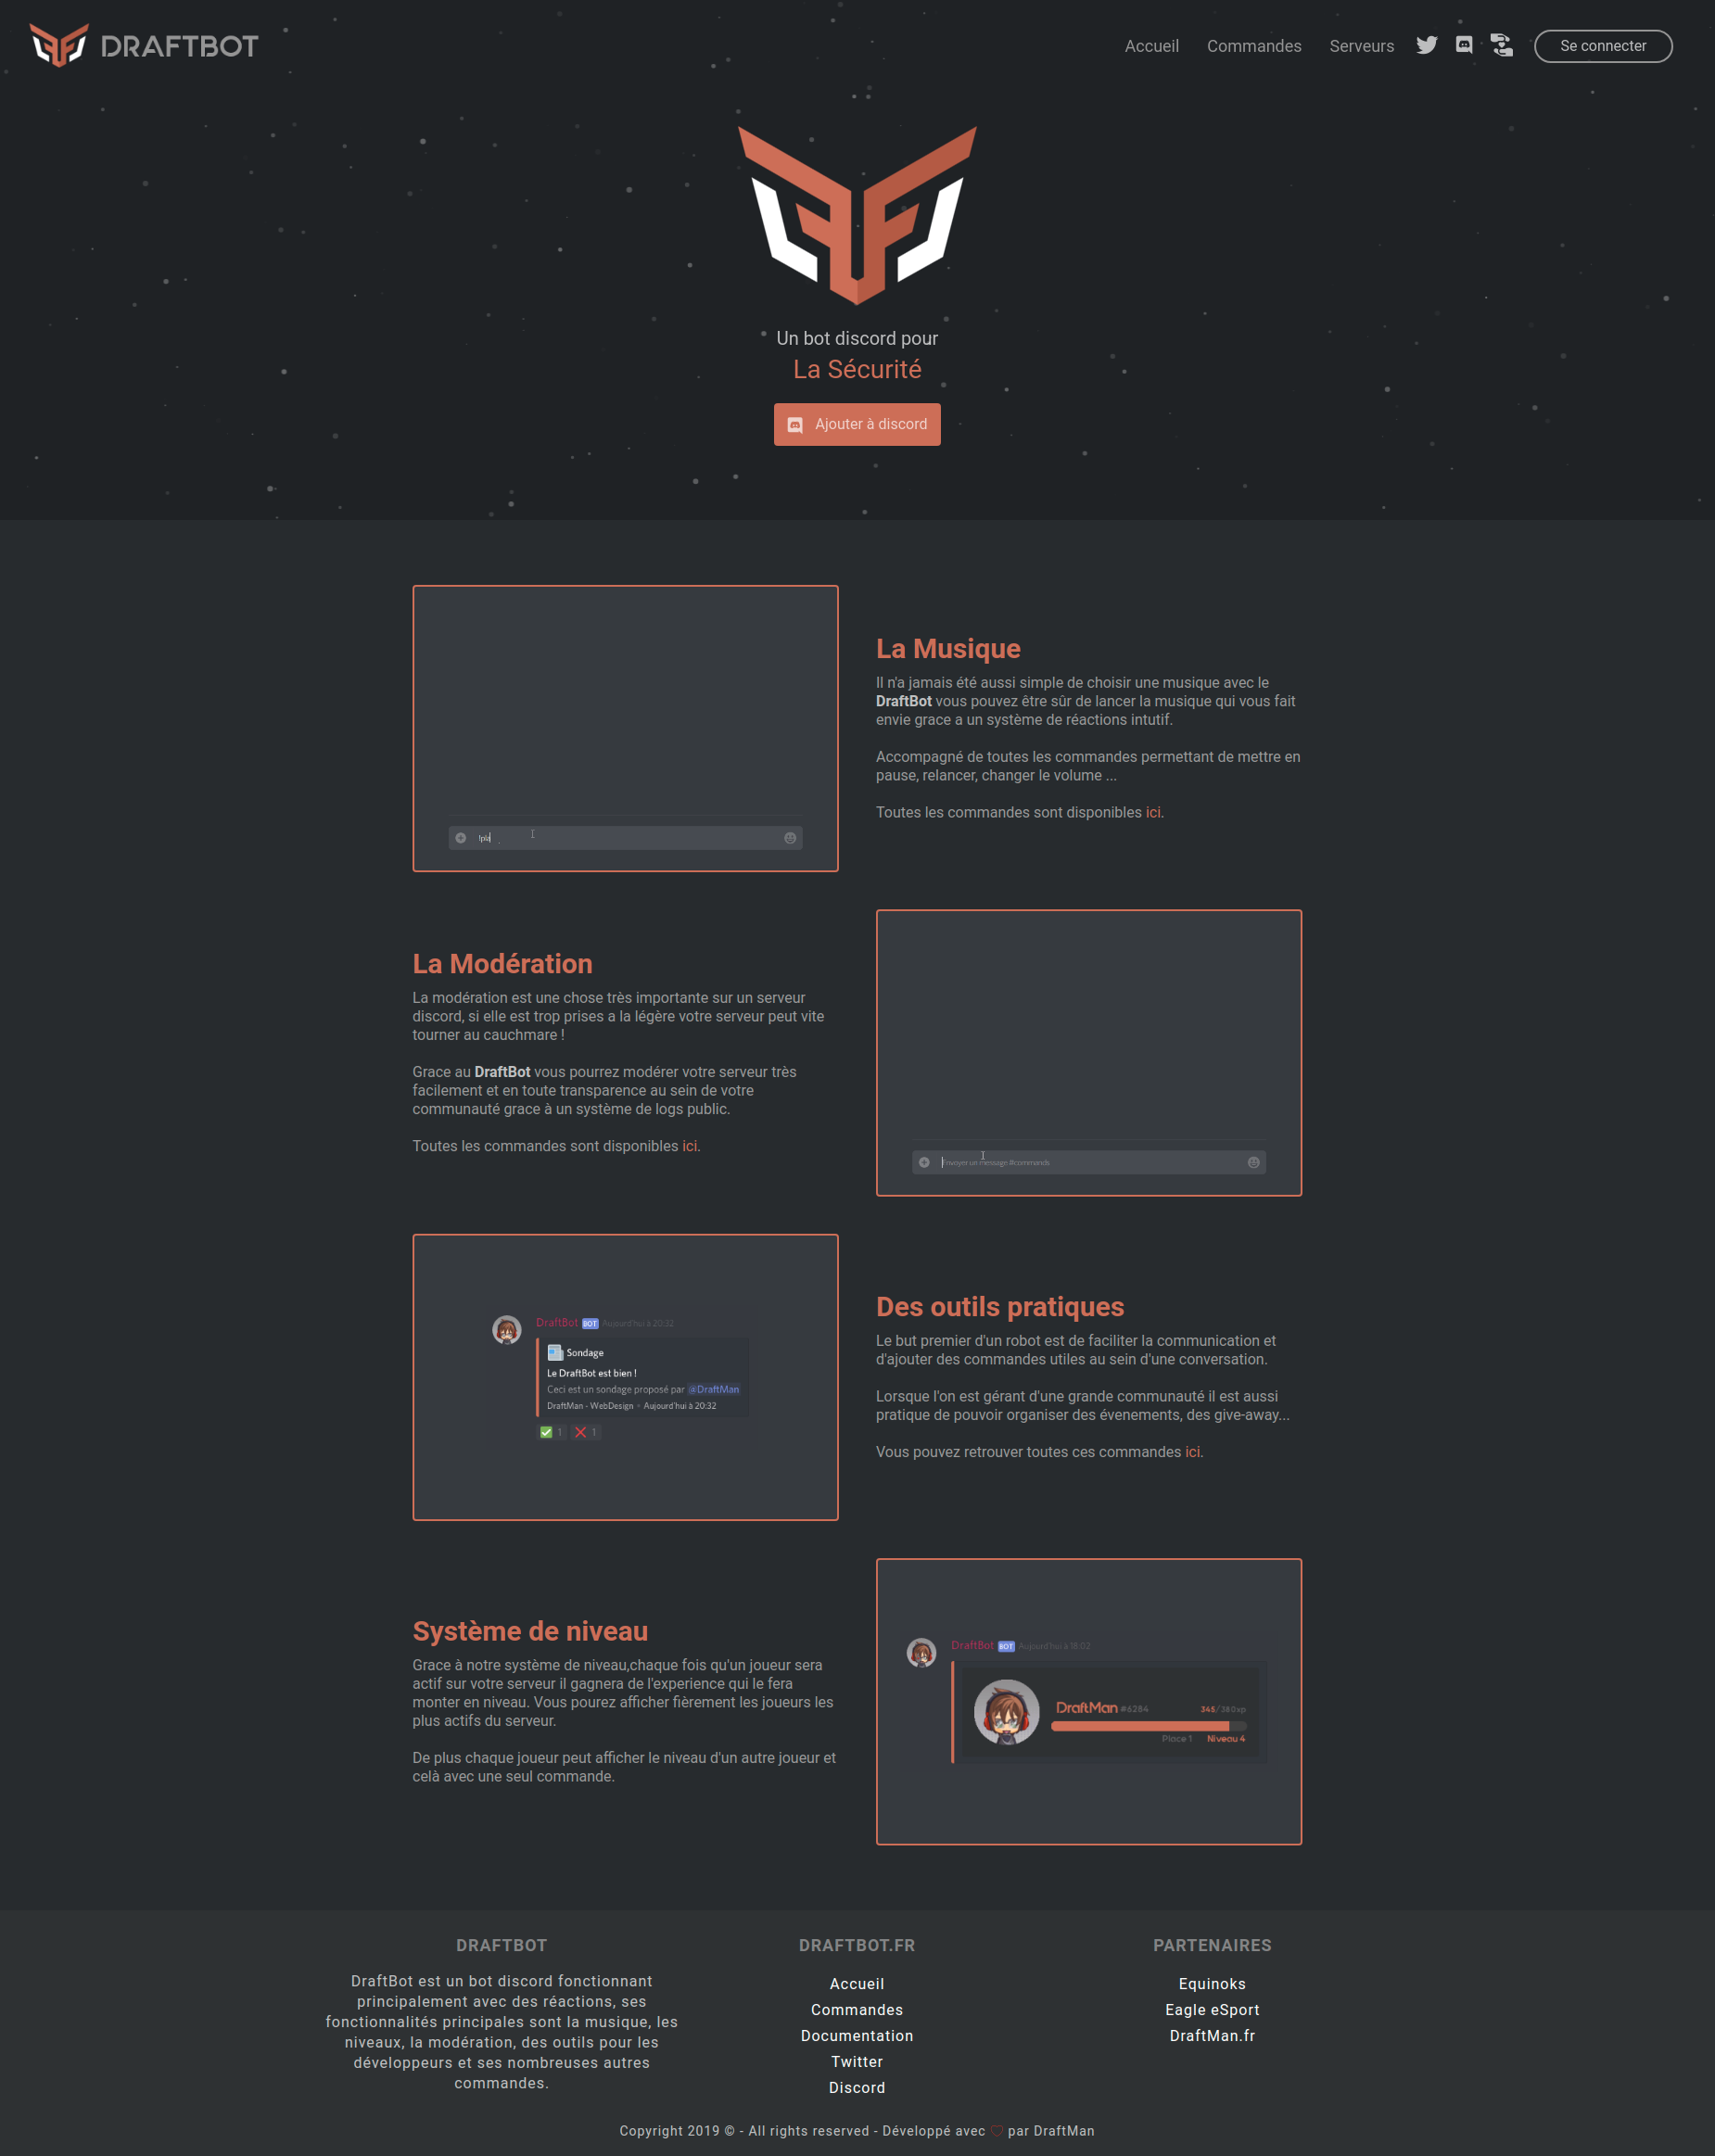 DRAFTBOT
Accueil
Commandes
Serveurs
Se connecter
Un bot discord pour
La Sécurité
Ajouter à discord
!pla
La Musique
Il n'a jamais été aussi simple de choisir une musique avec le
DraftBot vous pouvez être sûr de lancer la musique qui vous fait
envie grace a un système de réactions intutif.
Accompagné de toutes les commandes permettant de mettre en
pause, relancer, changer le volume ...
Toutes les commandes sont disponibles ici.
La Modération
La modération est une chose très importante sur un serveur
discord, si elle est trop prises a la légère votre serveur peut vite
tourner au cauchmare !
Grace au DraftBot vous pourrez modérer votre serveur très
facilement et en toute transparence au sein de votre
communauté grace à un système de logs public.
Toutes les commandes sont disponibles ici.
Envoyer un message #commands
DraftBot BOT Aujourd'hui à 20:32
Sondage
Le DraftBot est bien !
Ceci est un sondage proposé par @DraftMan
DraftMan - WebDesign • Aujourd'hui à 20:32
1 1
Des outils pratiques
Le but premier d'un robot est de faciliter la communication et
d'ajouter des commandes utiles au sein d'une conversation.
Lorsque l'on est gérant d'une grande communauté il est aussi
pratique de pouvoir organiser des évenements, des give-away...
Vous pouvez retrouver toutes ces commandes ici.
Système de niveau
Grace à notre système de niveau,chaque fois qu'un joueur sera
actif sur votre serveur il gagnera de l'experience qui le fera
monter en niveau. Vous pourez afficher fièrement les joueurs les
plus actifs du serveur.
De plus chaque joueur peut afficher le niveau d'un autre joueur et
celà avec une seul commande.
DraftBot BOT Aujourd'hui à 18:02
DraftMan #6284 345/380xp
Place 1 Niveau 4
DRAFTBOT
DraftBot est un bot discord fonctionnant
principalement avec des réactions, ses
fonctionnalités principales sont la musique, les
niveaux, la modération, des outils pour les
développeurs et ses nombreuses autres
commandes.
DRAFTBOT.FR
Accueil
Commandes
Documentation
Twitter
Discord
PARTENAIRES
Equinoks
Eagle eSport
DraftMan.fr
Copyright 2019 © - All rights reserved - Développé avec ♡ par DraftMan